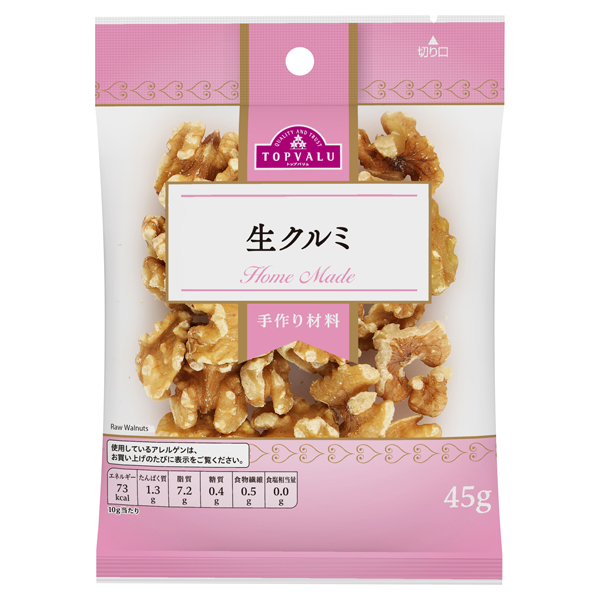 切り口
QUALITY AND TRUST
TOPVALU
トップバリュ
生クルミ
Home Made
手作り材料
Raw Walnuts
使用しているアレルゲンは、
お買い上げのたびに表示をご覧ください。
エネルギー たんぱく質 脂質 糖質 食物繊維 食塩相当量
73 kcal 1.3 g 7.2 g 0.4 g 0.5 g 0.0 g
10g当たり
45g